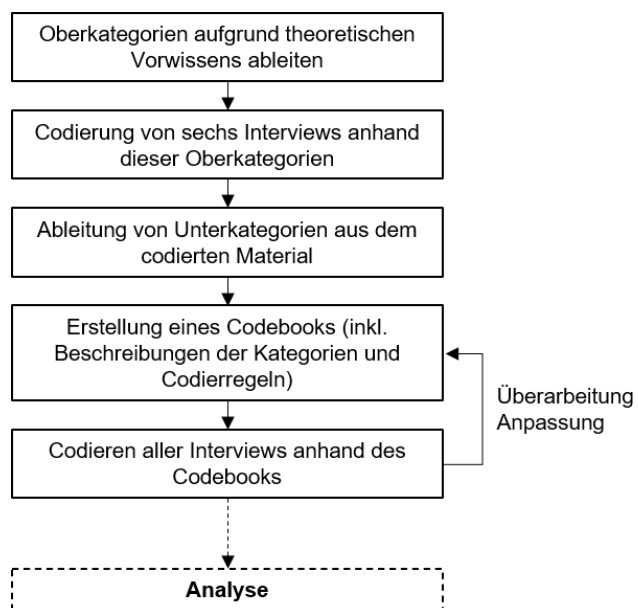 Oberkategorien aufgrund theoretischen
Vorwissens ableiten
Codierung von sechs Interviews anhand
dieser Oberkategorien
Ableitung von Unterkategorien aus dem
codierten Material
Erstellung eines Codebooks (inkl.
Beschreibungen der Kategorien und
Codierregeln)
Überarbeitung
Anpassung
Codieren aller Interviews anhand des
Codebooks
Analyse